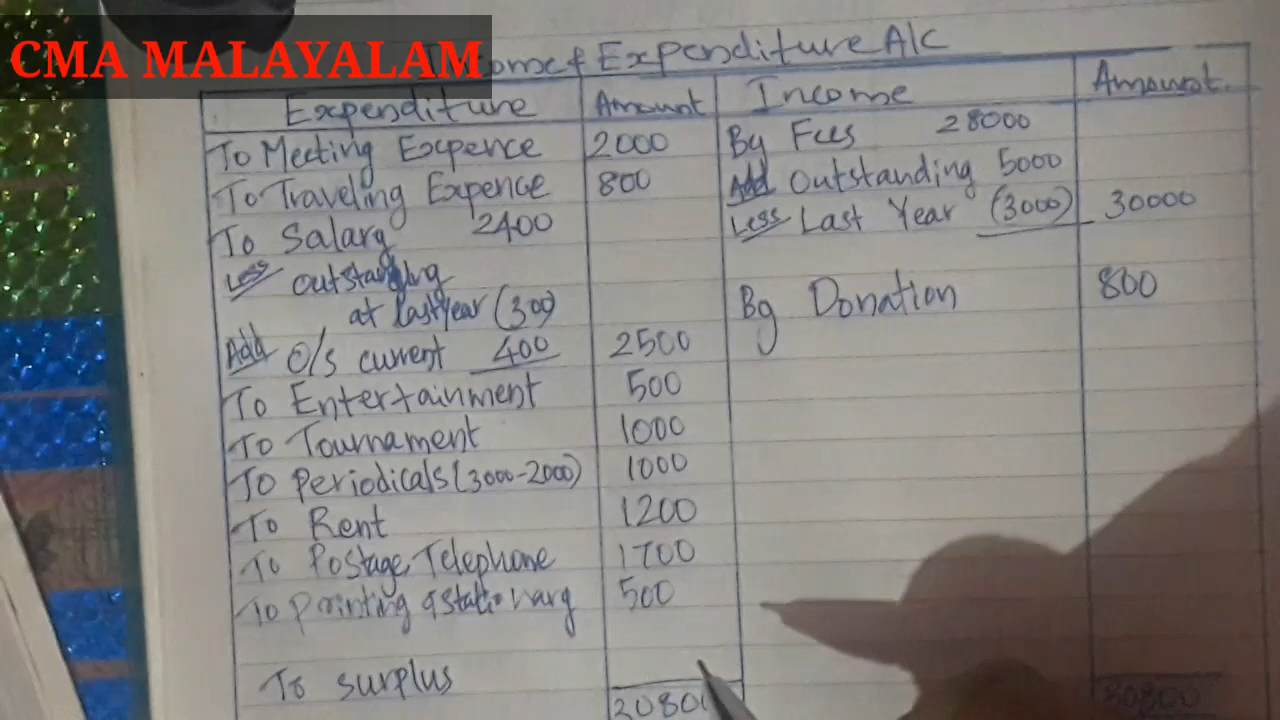 CMA MALAYALAM
Income & Expenditure A/C
Expenditure Amount Income Amount.
To Meeting Expence 2000 By Fees 28000
To Traveling Expence 800 Add Outstanding 5000
To Salary 2400 Less Last Year (3000) 30000
Less outstanding
at last year (300) By Donation 800
Add O/s current 400 2500
To Entertainment 500
To Tournament 1000
To Periodicals (3000-2000) 1000
To Rent 1200
To Postage, Telephone 1700
To Printing & Stationary 500
To surplus
30800 30800